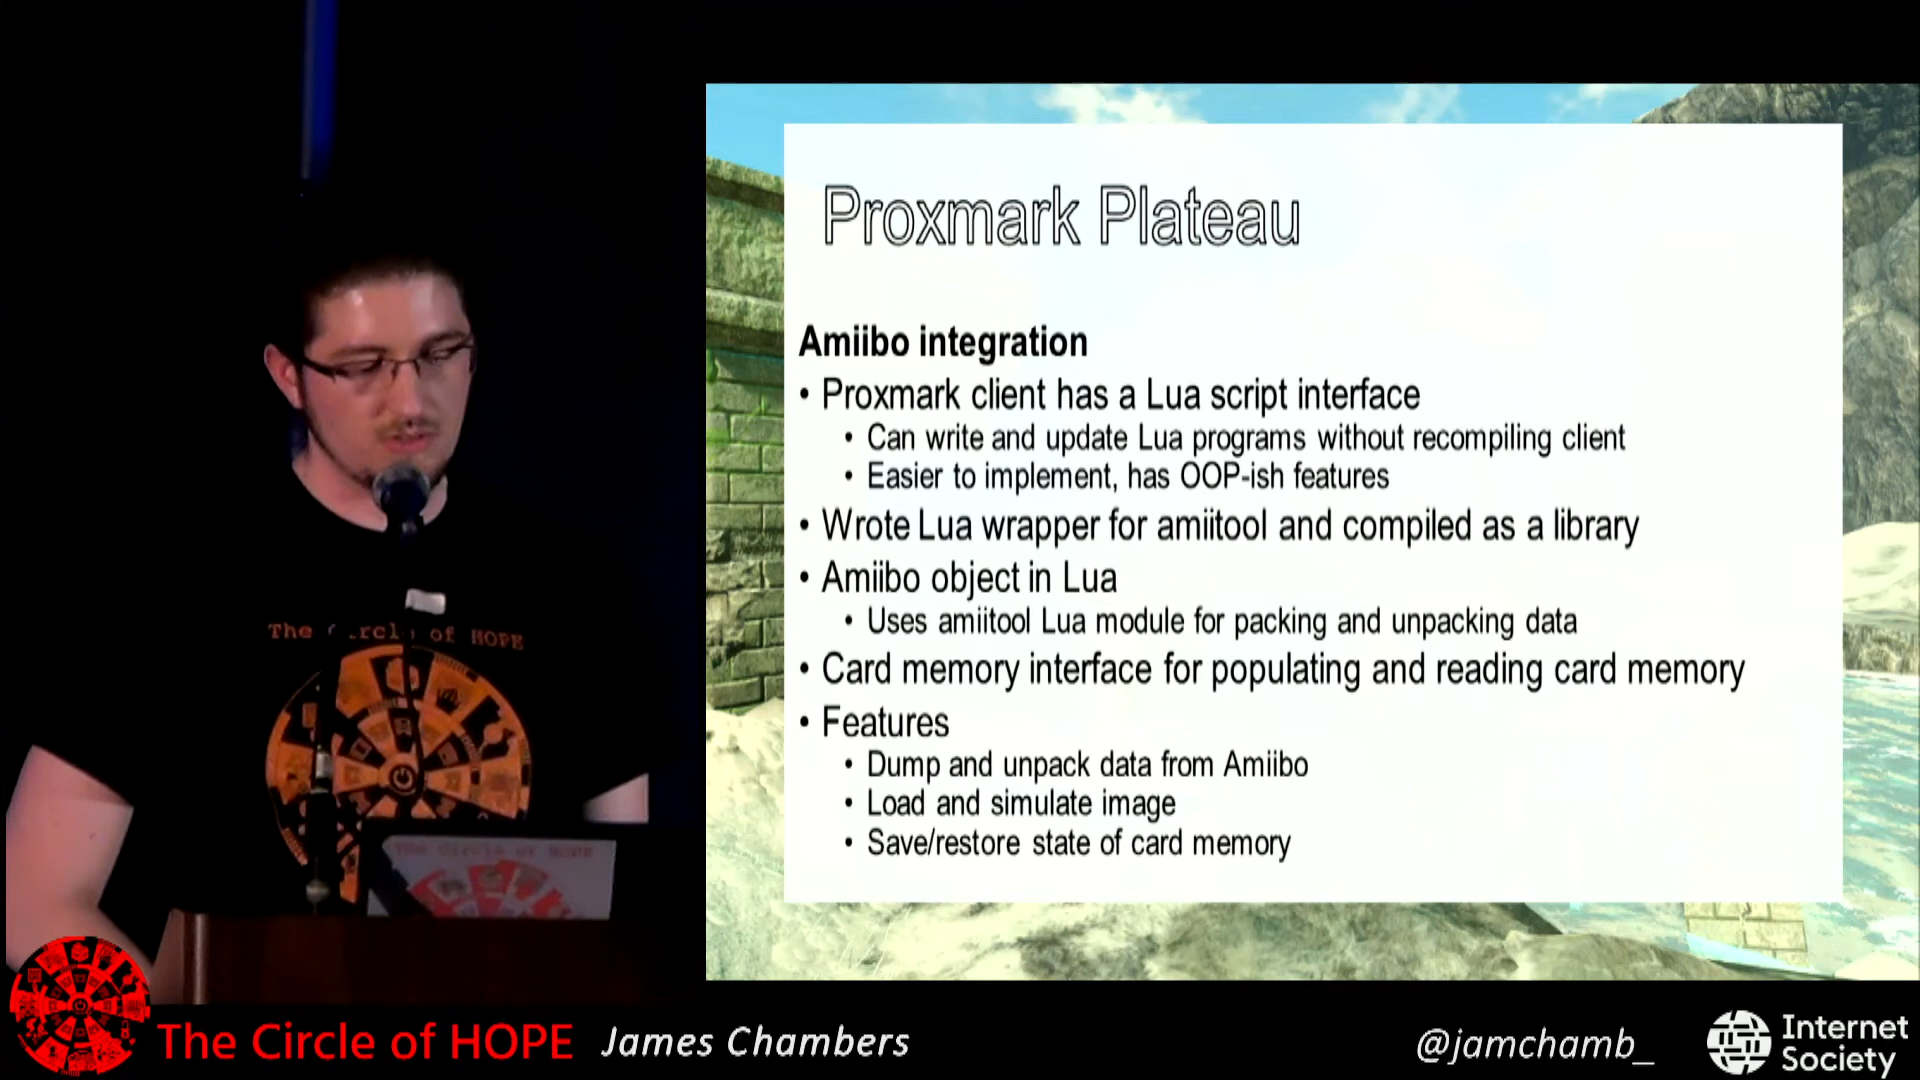 Proxmark Plateau
Amiibo integration
• Proxmark client has a Lua script interface
• Can write and update Lua programs without recompiling client
• Easier to implement, has OOP-ish features
• Wrote Lua wrapper for amiitool and compiled as a library
• Amiibo object in Lua
• Uses amiitool Lua module for packing and unpacking data
• Card memory interface for populating and reading card memory
• Features
• Dump and unpack data from Amiibo
• Load and simulate image
• Save/restore state of card memory
The Circle of HOPE
The Circle of HOPE
The Circle of HOPE James Chambers
@jamchamb_
Internet
Society